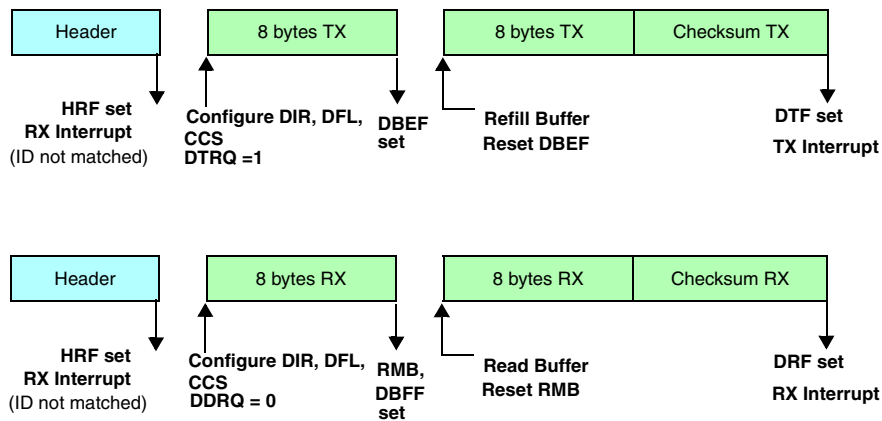 Header
8 bytes TX
8 bytes TX
Checksum TX
HRF set
RX Interrupt
(ID not matched)
Configure DIR, DFL,
CCS
DTRQ =1
DBEF
set
Refill Buffer
Reset DBEF
DTF set
TX Interrupt
Header
8 bytes RX
8 bytes RX
Checksum RX
HRF set
RX Interrupt
(ID not matched)
Configure DIR, DFL,
CCS
DDRQ = 0
RMB,
DBFF
set
Read Buffer
Reset RMB
DRF set
RX Interrupt